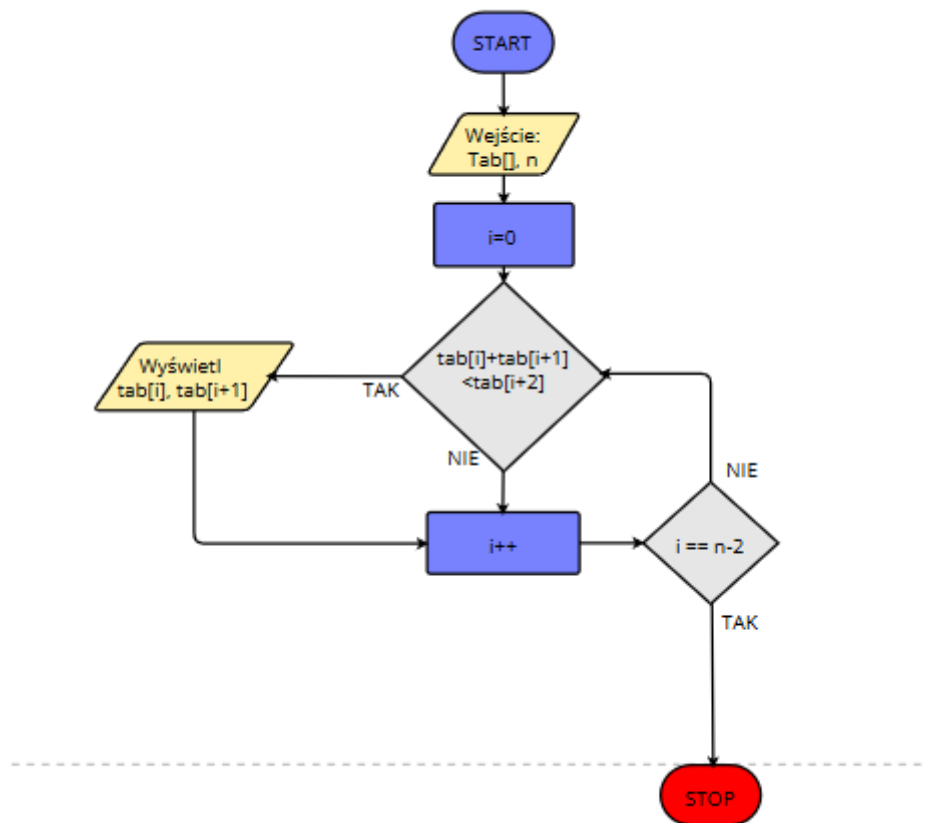 START
Wejście:
Tab[], n
i=0
tab[i]+tab[i+1]
<tab[i+2]
TAK
Wyświetl
tab[i], tab[i+1]
NIE
i++
i == n-2
NIE
TAK
STOP